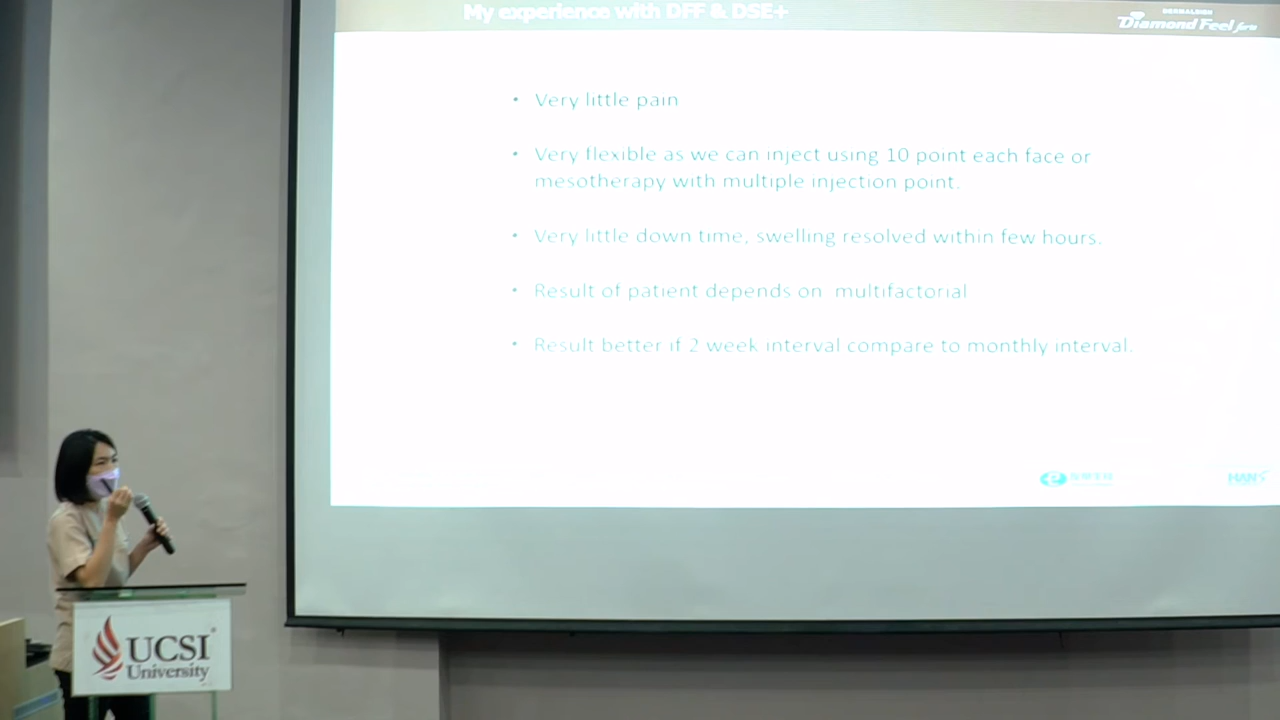 My experience with DFF & DSE+
DERMALSIGN
Diamond Feel forte
• Very little pain
• Very flexible as we can inject using 10 point each face or
mesotherapy with multiple injection point.
• Very little down time, swelling resolved within few hours.
• Result of patient depends on multifactorial
• Result better if 2 week interval compare to monthly interval.
HANS
UCSI
University